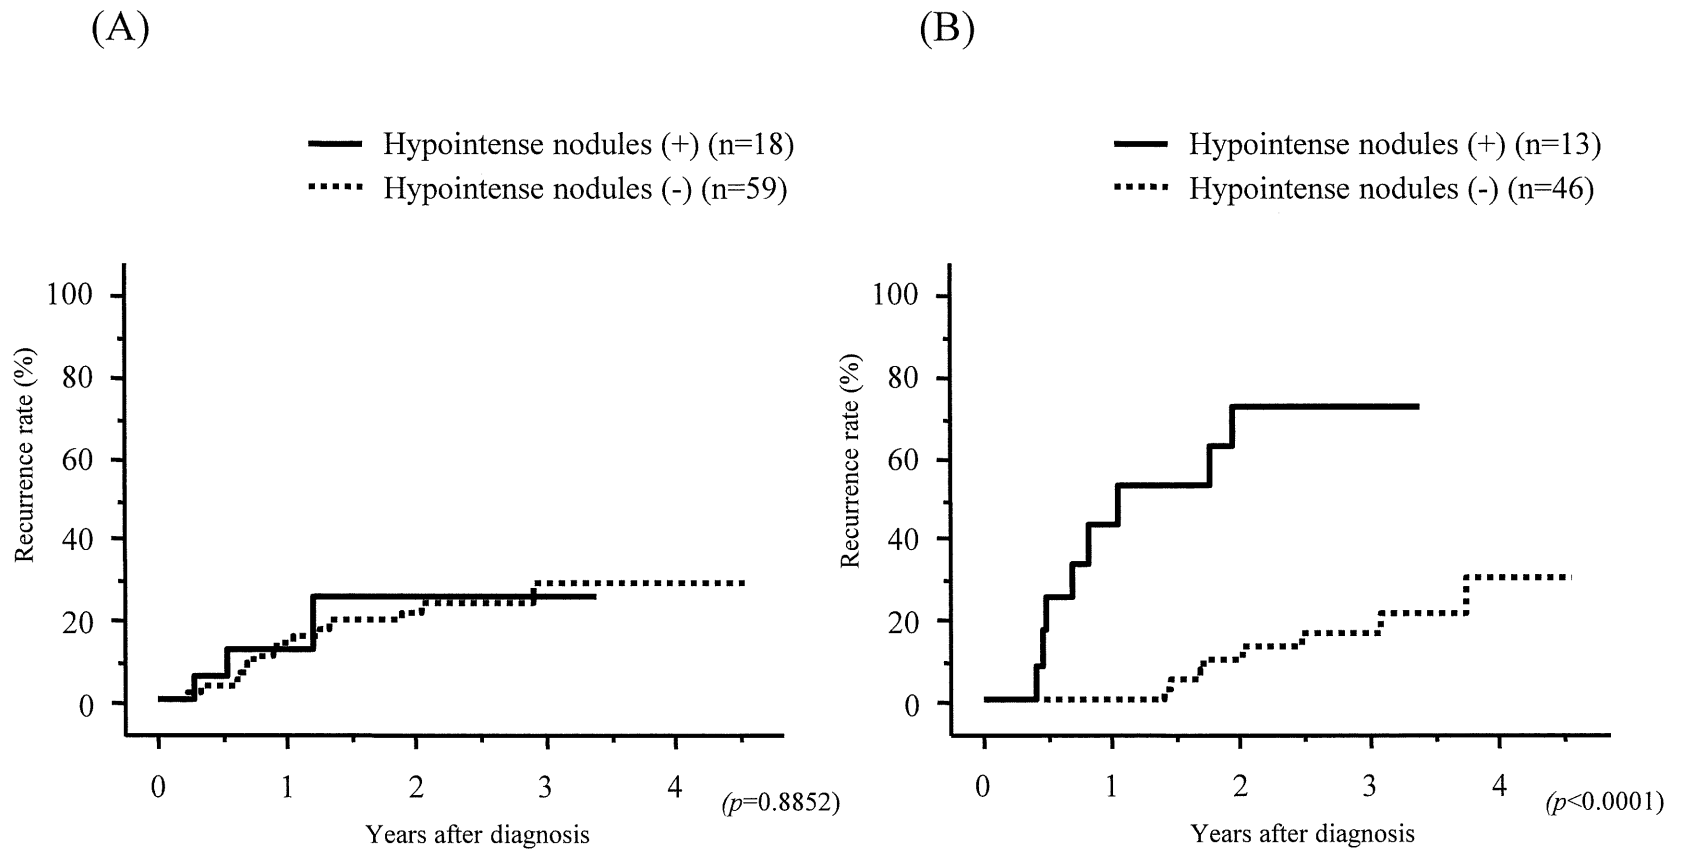 (A)
Hypointense nodules (+) (n=18)
Hypointense nodules (-) (n=59)
100
80
60
40
20
0
Recurrence rate (%)
0 1 2 3 4
(p=0.8852)
Years after diagnosis
(B)
Hypointense nodules (+) (n=13)
Hypointense nodules (-) (n=46)
100
80
60
40
20
0
Recurrence rate (%)
0 1 2 3 4
(p<0.0001)
Years after diagnosis